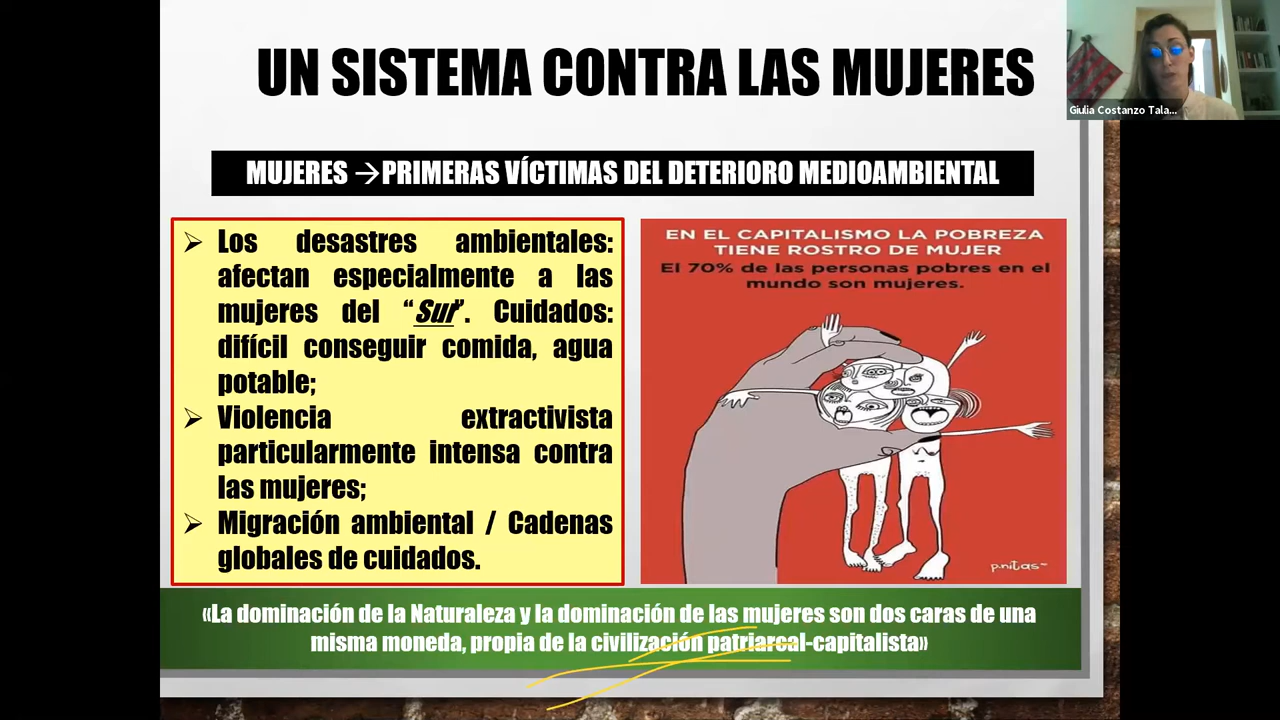 UN SISTEMA CONTRA LAS MUJERES
Giulia Costanzo Tala...
MUJERES →PRIMERAS VÍCTIMAS DEL DETERIORO MEDIOAMBIENTAL
➢ Los desastres ambientales:
afectan especialmente a las
mujeres del “Sur”. Cuidados:
difícil conseguir comida, agua
potable;
➢ Violencia extractivista
particularmente intensa contra
las mujeres;
➢ Migración ambiental / Cadenas
globales de cuidados.
EN EL CAPITALISMO LA POBREZA
TIENE ROSTRO DE MUJER
El 70% de las personas pobres en el
mundo son mujeres.
p.nitas~
«La dominación de la Naturaleza y la dominación de las mujeres son dos caras de una
misma moneda, propia de la civilización patriarcal-capitalista»